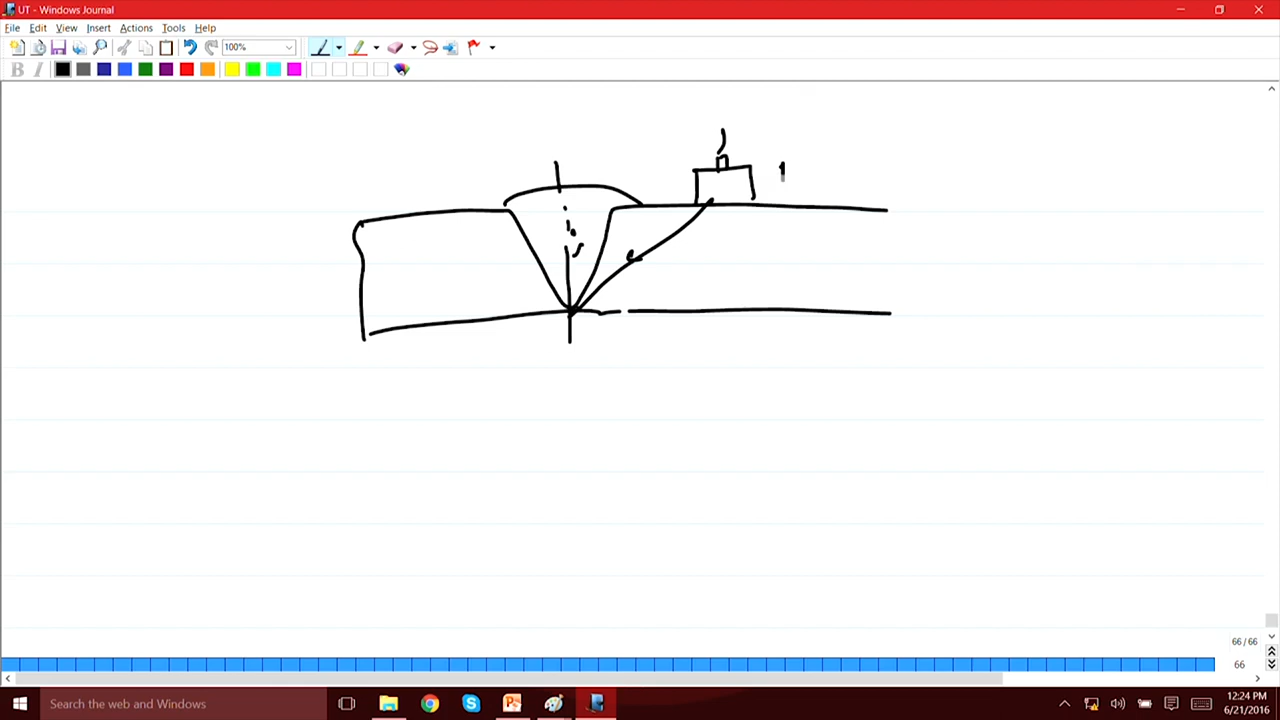 UT - Windows Journal
File Edit View Insert Actions Tools Help
100%
B I
66 / 66
66
Search the web and Windows
12:24 PM
6/21/2016